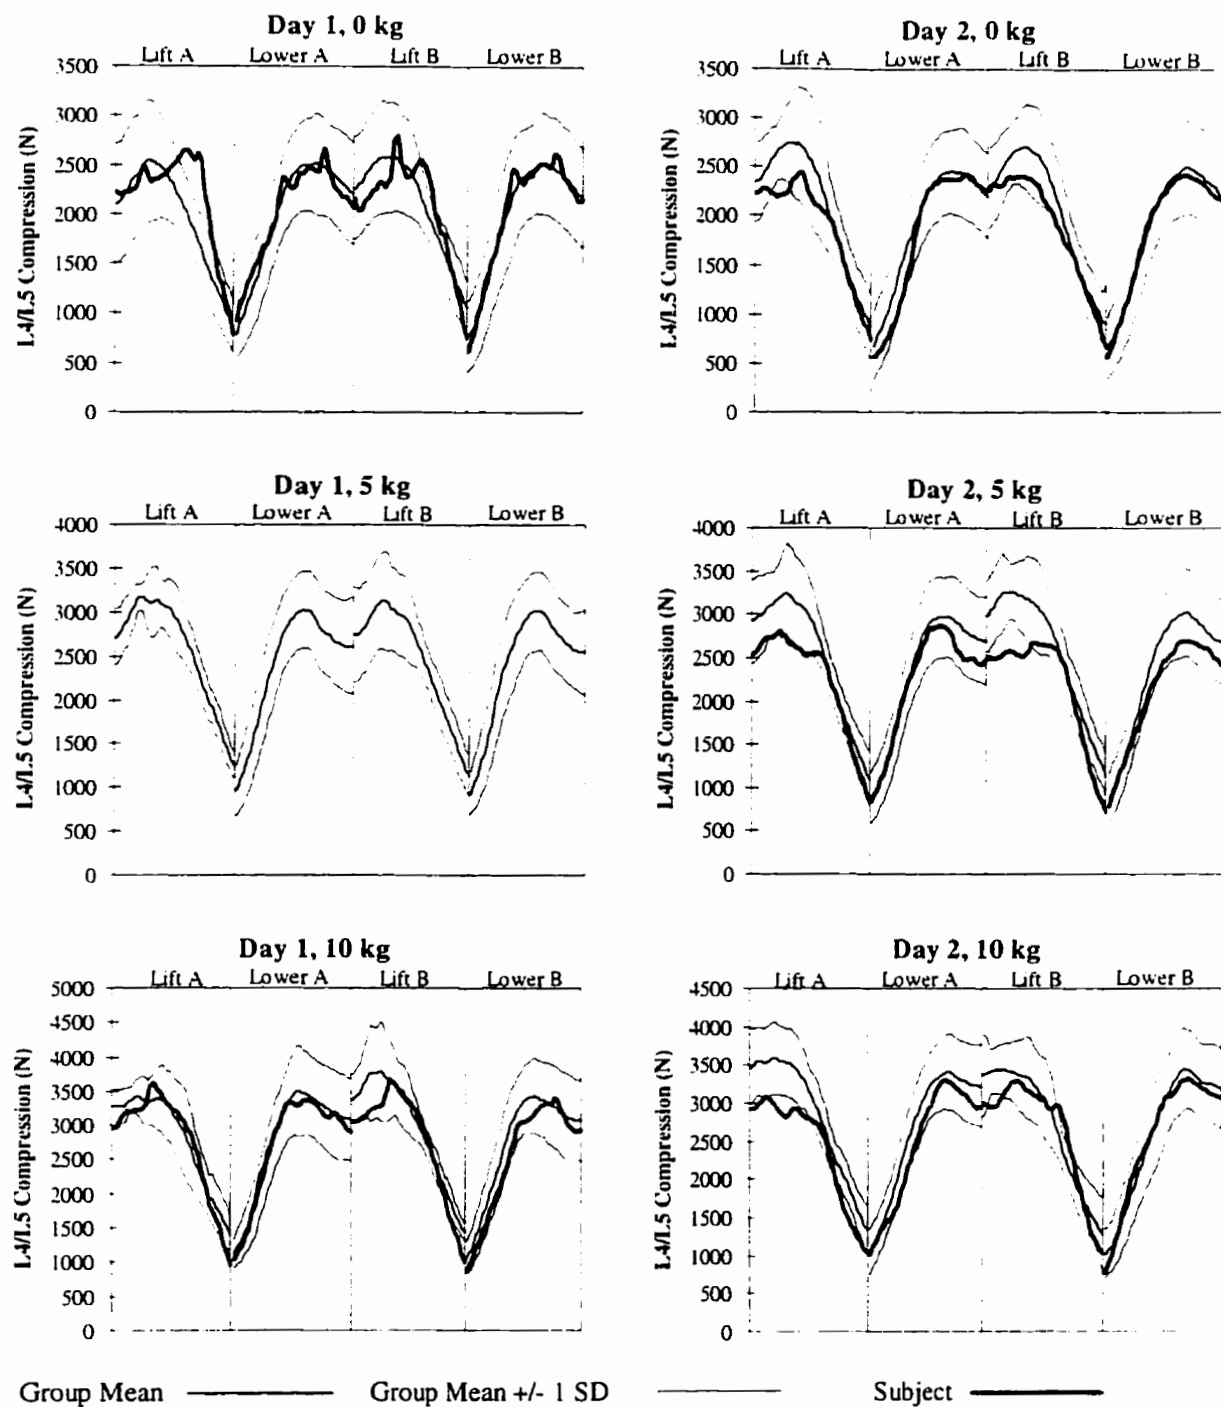 Day 1, 0 kg
Lift A Lower A Lift B Lower B
3500
3000
2500
2000
1500
1000
500
0
L4/L5 Compression (N)
Day 2, 0 kg
Lift A Lower A Lift B Lower B
3500
3000
2500
2000
1500
1000
500
0
L4/L5 Compression (N)
Day 1, 5 kg
Lift A Lower A Lift B Lower B
4000
3500
3000
2500
2000
1500
1000
500
0
L4/L5 Compression (N)
Day 2, 5 kg
Lift A Lower A Lift B Lower B
4000
3500
3000
2500
2000
1500
1000
500
0
L4/L5 Compression (N)
Day 1, 10 kg
Lift A Lower A Lift B Lower B
5000
4500
4000
3500
3000
2500
2000
1500
1000
500
0
L4/L5 Compression (N)
Day 2, 10 kg
Lift A Lower A Lift B Lower B
4500
4000
3500
3000
2500
2000
1500
1000
500
0
L4/L5 Compression (N)
Group Mean Group Mean +/- 1 SD Subject